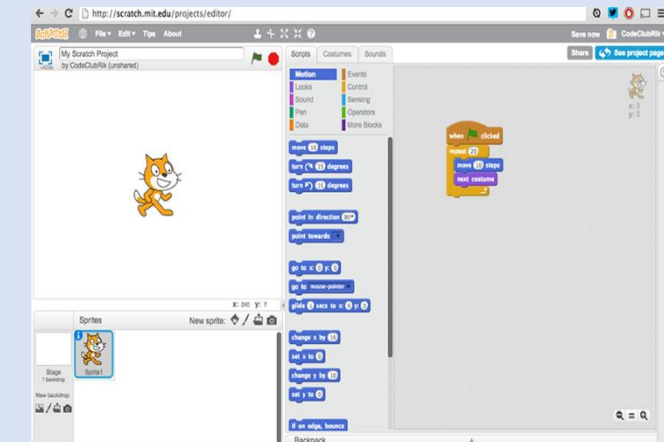 http://scratch.mit.edu/projects/editor/
SCRATCH File▾ Edit▾ Tips About Save now CodeClubRik▾
My Scratch Project
by CodeClubRik (unshared)
Scripts Costumes Sounds
Share See project page
Motion Events
Looks Control
Sound Sensing
Pen Operators
Data More Blocks
x: 0
y: 0
move 10 steps
turn 15 degrees
turn 15 degrees
point in direction 90▾
point towards
go to x: 0 y: 0
go to mouse-pointer
glide 1 secs to x: 0 y: 0
change x by 10
set x to 0
change y by 10
set y to 0
if on edge, bounce
when clicked
repeat 20
move 10 steps
next costume
X: 240 y: 7
Sprites New sprite:
Stage
1 backdrop
Sprite1
New backdrop:
Backpack